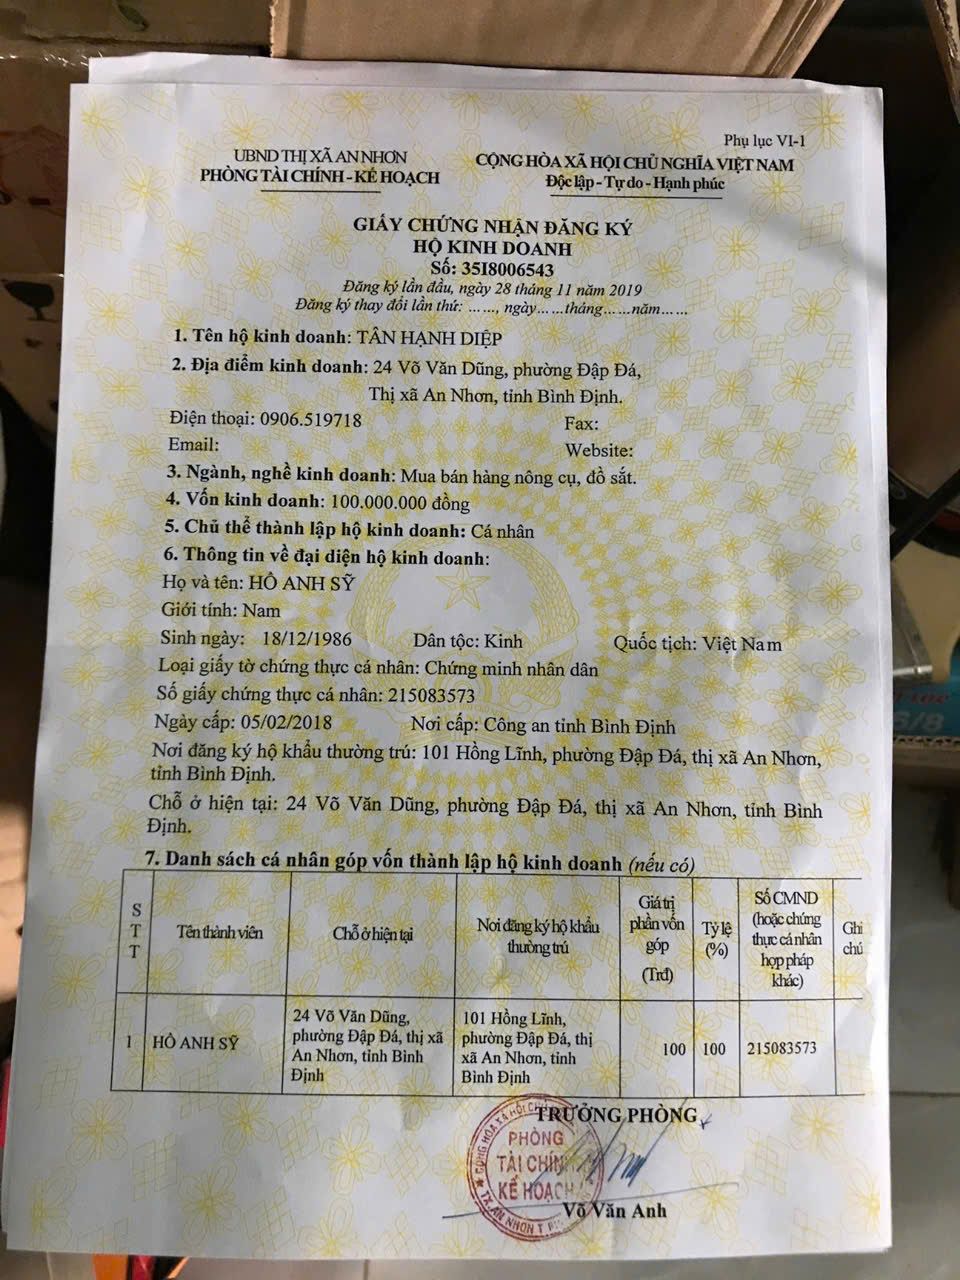 Phụ lục VI-1
UBND THỊ XÃ AN NHƠN
PHÒNG TÀI CHÍNH - KẾ HOẠCH
CỘNG HÒA XÃ HỘI CHỦ NGHĨA VIỆT NAM
Độc lập - Tự do - Hạnh phúc
GIẤY CHỨNG NHẬN ĐĂNG KÝ
HỘ KINH DOANH
Số: 35I8006543
Đăng ký lần đầu, ngày 28 tháng 11 năm 2019
Đăng ký thay đổi lần thứ: ……, ngày……tháng……năm……
1. Tên hộ kinh doanh: TÂN HẠNH DIỆP
2. Địa điểm kinh doanh: 24 Võ Văn Dũng, phường Đập Đá,
Thị xã An Nhơn, tỉnh Bình Định.
Điện thoại: 0906.519718 Fax:
Email: Website:
3. Ngành, nghề kinh doanh: Mua bán hàng nông cụ, đồ sắt.
4. Vốn kinh doanh: 100.000.000 đồng
5. Chủ thể thành lập hộ kinh doanh: Cá nhân
6. Thông tin về đại diện hộ kinh doanh:
Họ và tên: HỒ ANH SỸ
Giới tính: Nam
Sinh ngày: 18/12/1986 Dân tộc: Kinh Quốc tịch: Việt Nam
Loại giấy tờ chứng thực cá nhân: Chứng minh nhân dân
Số giấy chứng thực cá nhân: 215083573
Ngày cấp: 05/02/2018 Nơi cấp: Công an tỉnh Bình Định
Nơi đăng ký hộ khẩu thường trú: 101 Hồng Lĩnh, phường Đập Đá, thị xã An Nhơn,
tỉnh Bình Định.
Chỗ ở hiện tại: 24 Võ Văn Dũng, phường Đập Đá, thị xã An Nhơn, tỉnh Bình
Định.
7. Danh sách cá nhân góp vốn thành lập hộ kinh doanh (nếu có)
S
T
T
Tên thành viên
Chỗ ở hiện tại
Nơi đăng ký hộ khẩu
thường trú
Giá trị
phần vốn
góp
(Trđ)
Tỷ lệ
(%)
Số CMND
(hoặc chứng
thực cá nhân
hợp pháp
khác)
Ghi
chú
1
HỒ ANH SỸ
24 Võ Văn Dũng,
phường Đập Đá, thị xã
An Nhơn, tỉnh Bình
Định
101 Hồng Lĩnh,
phường Đập Đá, thị
xã An Nhơn, tỉnh
Bình Định
100
100
215083573
TRƯỞNG PHÒNG
PHÒNG
TÀI CHÍNH
KẾ HOẠCH
Võ Văn Anh
6/8